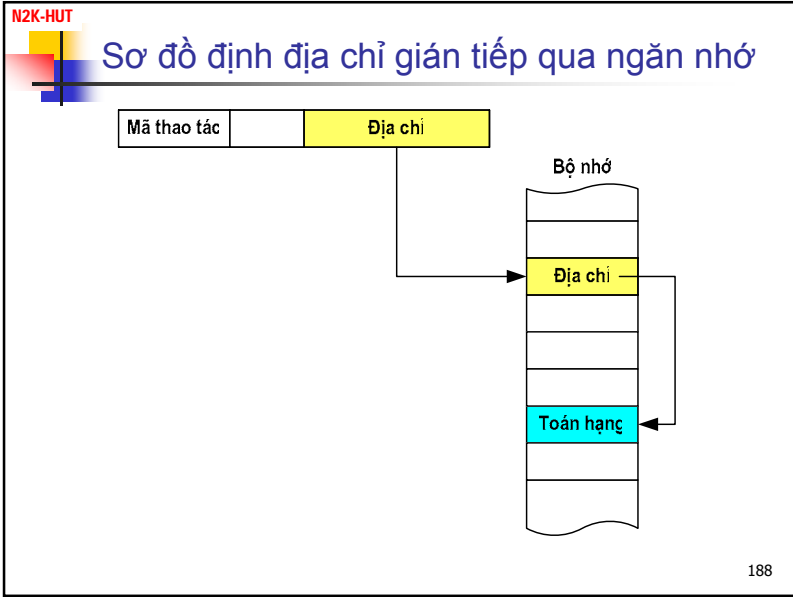 N2K-HUT
Sơ đồ định địa chỉ gián tiếp qua ngăn nhớ
Mã thao tác
Địa chỉ
Bộ nhớ
Địa chỉ
Toán hạng
188